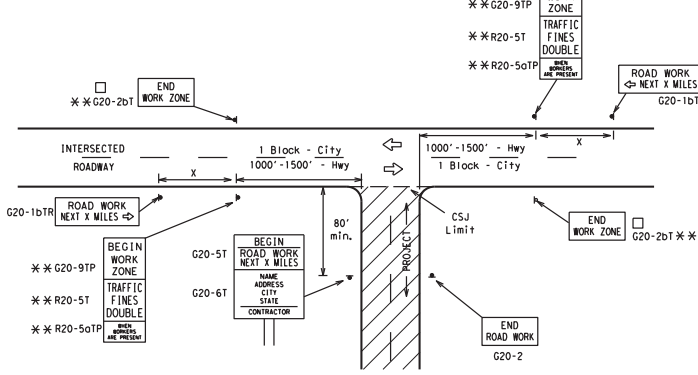 ✳✳G20-9TP
ZONE
✳✳R20-5T
TRAFFIC
FINES
DOUBLE
✳✳R20-5aTP
WHEN
WORKERS
ARE PRESENT
ROAD WORK
⇦ NEXT X MILES
G20-1bT
□
✳✳G20-2bT
END
WORK ZONE
INTERSECTED
ROADWAY
1 Block - City
1000'-1500' - Hwy
X
1000'-1500' - Hwy
1 Block - City
X
G20-1bTR
ROAD WORK
NEXT X MILES ⇨
80'
min.
CSJ
Limit
END
WORK ZONE
□
G20-2bT ✳✳
✳✳G20-9TP
BEGIN
WORK
ZONE
✳✳R20-5T
TRAFFIC
FINES
DOUBLE
✳✳R20-5aTP
WHEN
WORKERS
ARE PRESENT
G20-5T
BEGIN
ROAD WORK
NEXT X MILES
G20-6T
NAME
ADDRESS
CITY
STATE
CONTRACTOR
PROJECT
END
ROAD WORK
G20-2